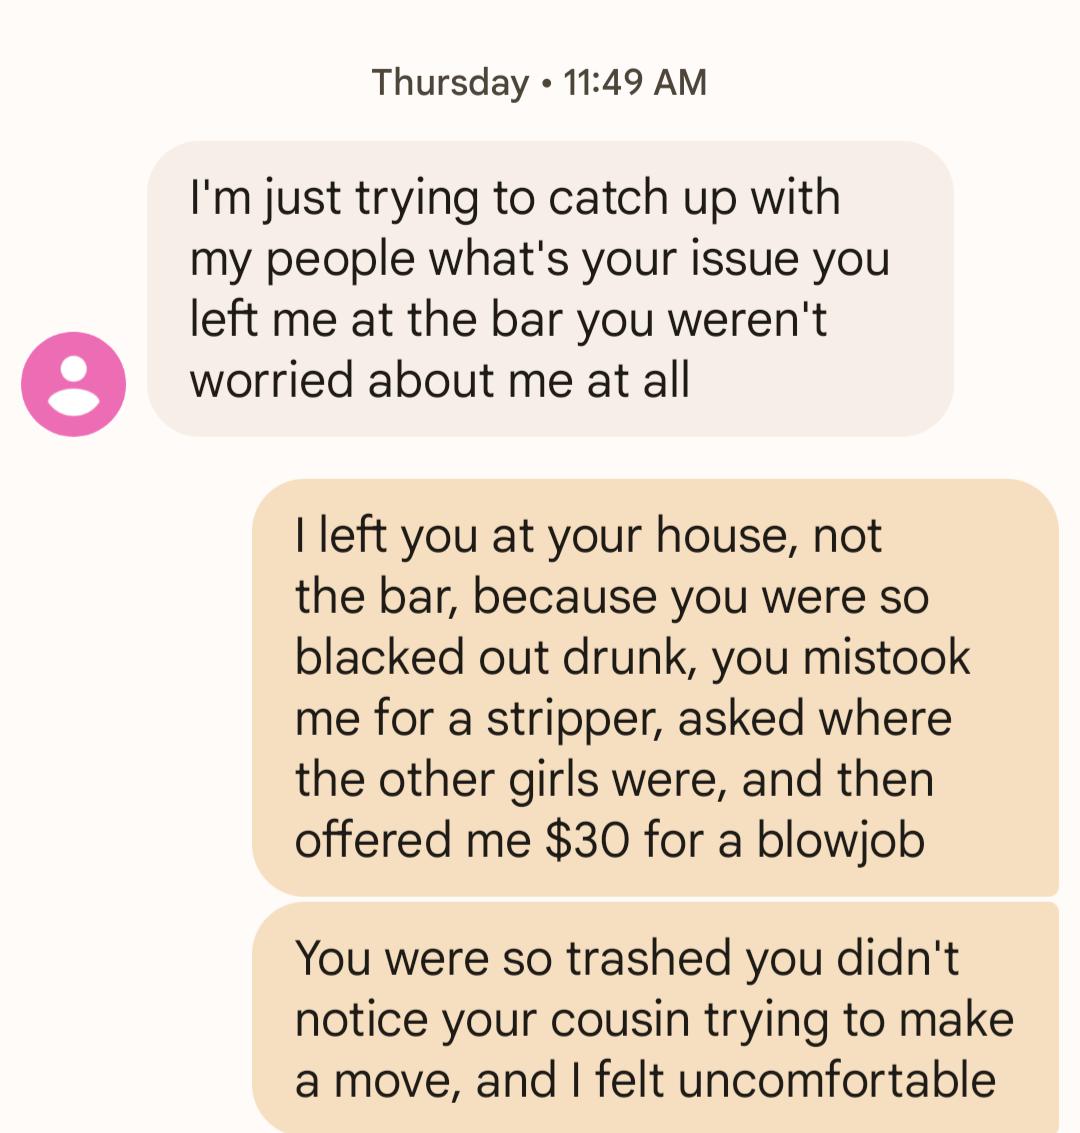 Thursday • 11:49 AM
I'm just trying to catch up with
my people what's your issue you
left me at the bar you weren't
worried about me at all
I left you at your house, not
the bar, because you were so
blacked out drunk, you mistook
me for a stripper, asked where
the other girls were, and then
offered me $30 for a blowjob
You were so trashed you didn't
notice your cousin trying to make
a move, and I felt uncomfortable